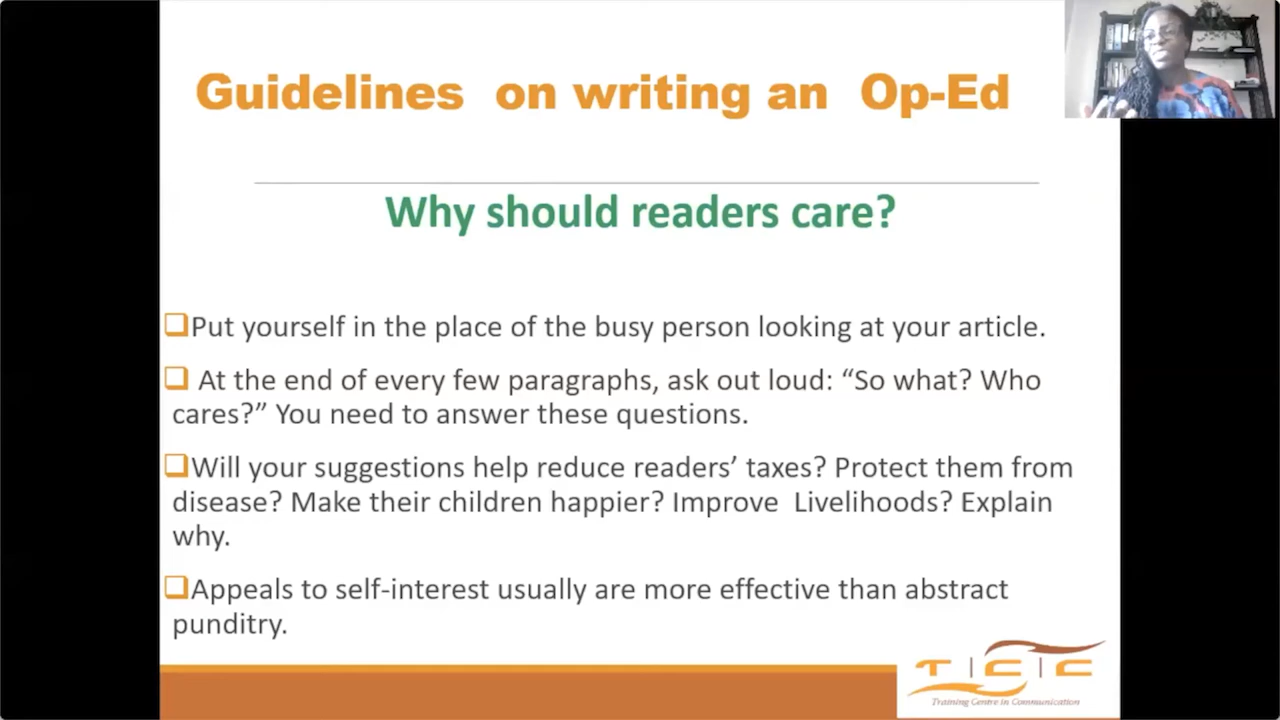 Guidelines on writing an Op-Ed
Why should readers care?
Put yourself in the place of the busy person looking at your article.
At the end of every few paragraphs, ask out loud: “So what? Who
cares?” You need to answer these questions.
Will your suggestions help reduce readers’ taxes? Protect them from
disease? Make their children happier? Improve Livelihoods? Explain
why.
Appeals to self-interest usually are more effective than abstract
punditry.
T | C | C
Training Centre in Communication